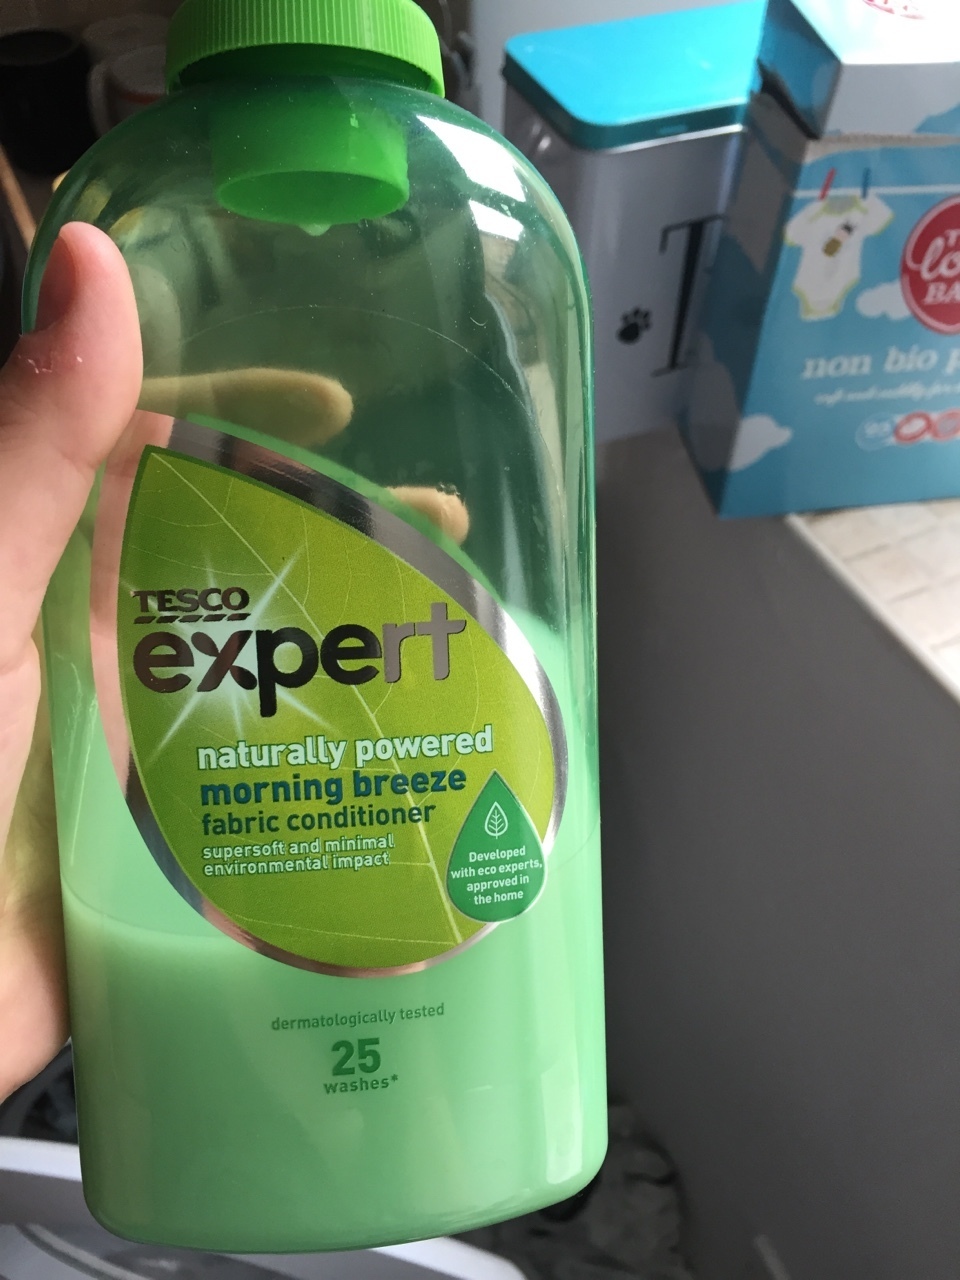 TESCO
expert
naturally powered
morning breeze
fabric conditioner
supersoft and minimal
environmental impact
Developed
with eco experts,
approved in
the home
dermatologically tested
25
washes*
T
non bio